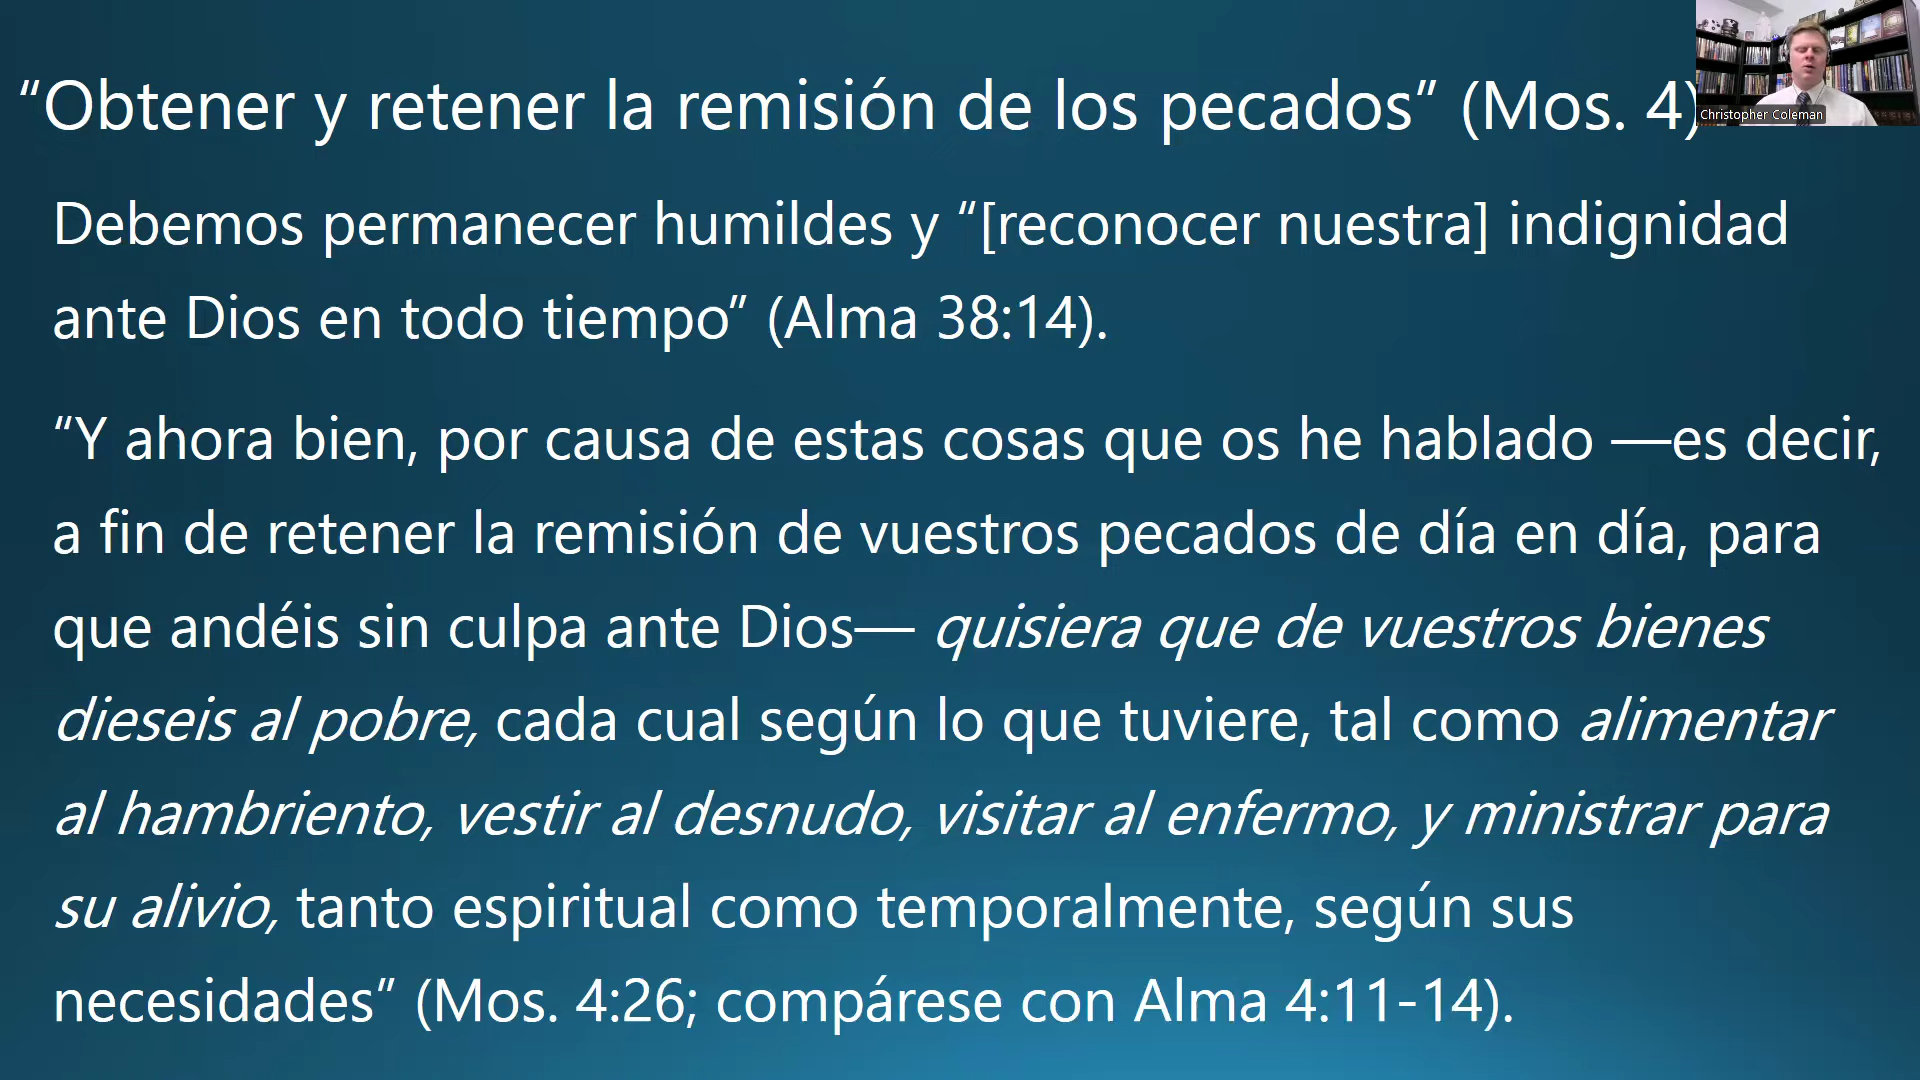 “Obtener y retener la remisión de los pecados” (Mos. 4)
Christopher Coleman
Debemos permanecer humildes y “[reconocer nuestra] indignidad
ante Dios en todo tiempo” (Alma 38:14).
“Y ahora bien, por causa de estas cosas que os he hablado —es decir,
a fin de retener la remisión de vuestros pecados de día en día, para
que andéis sin culpa ante Dios— quisiera que de vuestros bienes
dieseis al pobre, cada cual según lo que tuviere, tal como alimentar
al hambriento, vestir al desnudo, visitar al enfermo, y ministrar para
su alivio, tanto espiritual como temporalmente, según sus
necesidades” (Mos. 4:26; compárese con Alma 4:11-14).